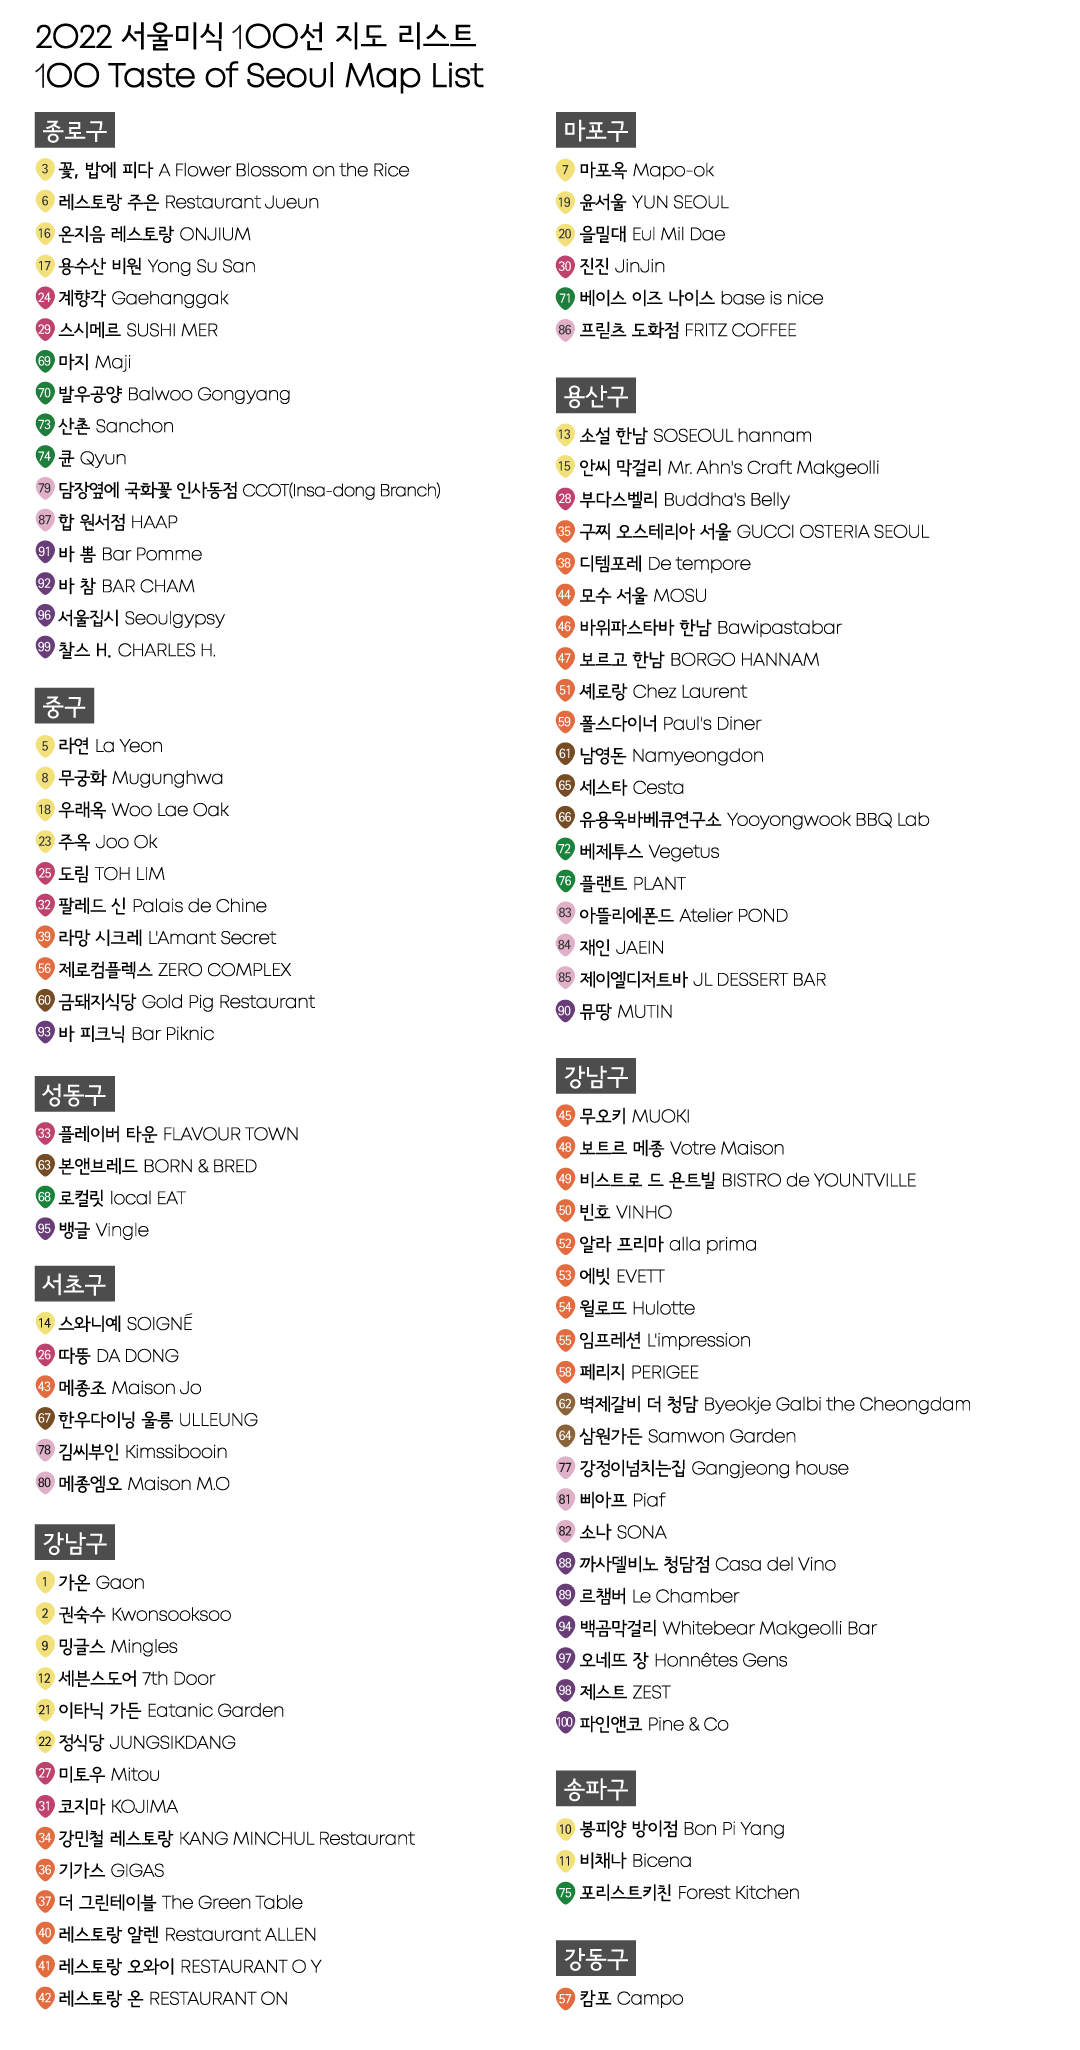 2022 서울미식 100선 지도 리스트
100 Taste of Seoul Map List
종로구
3 꽃, 밥에 피다 A Flower Blossom on the Rice
6 레스토랑 주은 Restaurant Jueun
16 온지음 레스토랑 ONJIUM
17 용수산 비원 Yong Su San
24 계향각 Gaehanggak
29 스시메르 SUSHI MER
69 마지 Maji
70 발우공양 Balwoo Gongyang
73 산촌 Sanchon
74 큔 Qyun
79 담장옆에 국화꽃 인사동점 CCOT(Insa-dong Branch)
87 합 원서점 HAAP
91 바 뽐 Bar Pomme
92 바 참 BAR CHAM
96 서울집시 Seoulgypsy
99 찰스 H. CHARLES H.
중구
5 라연 La Yeon
8 무궁화 Mugunghwa
18 우래옥 Woo Lae Oak
23 주옥 Joo Ok
25 도림 TOH LIM
32 팔레드 신 Palais de Chine
39 라망 시크레 L'Amant Secret
56 제로컴플렉스 ZERO COMPLEX
60 금돼지식당 Gold Pig Restaurant
93 바 피크닉 Bar Piknic
성동구
33 플레이버 타운 FLAVOUR TOWN
63 본앤브레드 BORN & BRED
68 로컬릿 local EAT
95 뱅글 Vingle
서초구
14 스와니예 SOIGNÉ
26 따뚱 DA DONG
43 메종조 Maison Jo
67 한우다이닝 울릉 ULLEUNG
78 김씨부인 Kimssibooin
80 메종엠오 Maison M.O
강남구
1 가온 Gaon
2 권숙수 Kwonsooksoo
9 밍글스 Mingles
12 세븐스도어 7th Door
21 이타닉 가든 Eatanic Garden
22 정식당 JUNGSIKDANG
27 미토우 Mitou
31 코지마 KOJIMA
34 강민철 레스토랑 KANG MINCHUL Restaurant
36 기가스 GIGAS
37 더 그린테이블 The Green Table
40 레스토랑 알렌 Restaurant ALLEN
41 레스토랑 오와이 RESTAURANT O Y
42 레스토랑 온 RESTAURANT ON
마포구
7 마포옥 Mapo-ok
19 윤서울 YUN SEOUL
20 을밀대 Eul Mil Dae
30 진진 JinJin
71 베이스 이즈 나이스 base is nice
86 프릳츠 도화점 FRITZ COFFEE
용산구
13 소설 한남 SOSEOUL hannam
15 안씨 막걸리 Mr. Ahn's Craft Makgeolli
28 부다스벨리 Buddha's Belly
35 구찌 오스테리아 서울 GUCCI OSTERIA SEOUL
38 디템포레 De tempore
44 모수 서울 MOSU
46 바위파스타바 한남 Bawipastabar
47 보르고 한남 BORGO HANNAM
51 셰로랑 Chez Laurent
59 폴스다이너 Paul's Diner
61 남영돈 Namyeongdon
65 세스타 Cesta
66 유용욱바베큐연구소 Yooyongwook BBQ Lab
72 베제투스 Vegetus
76 플랜트 PLANT
83 아뜰리에폰드 Atelier POND
84 재인 JAEIN
85 제이엘디저트바 JL DESSERT BAR
90 뮤땅 MUTIN
강남구
45 무오키 MUOKI
48 보트르 메종 Votre Maison
49 비스트로 드 욘트빌 BISTRO de YOUNTVILLE
50 빈호 VINHO
52 알라 프리마 alla prima
53 에빗 EVETT
54 윌로뜨 Hulotte
55 임프레션 L'impression
58 페리지 PERIGEE
62 벽제갈비 더 청담 Byeokje Galbi the Cheongdam
64 삼원가든 Samwon Garden
77 강정이넘치는집 Gangjeong house
81 삐아프 Piaf
82 소나 SONA
88 까사델비노 청담점 Casa del Vino
89 르챔버 Le Chamber
94 백곰막걸리 Whitebear Makgeolli Bar
97 오네뜨 장 Honnêtes Gens
98 제스트 ZEST
100 파인앤코 Pine & Co
송파구
10 봉피양 방이점 Bon Pi Yang
11 비채나 Bicena
75 포리스트키친 Forest Kitchen
강동구
57 캄포 Campo